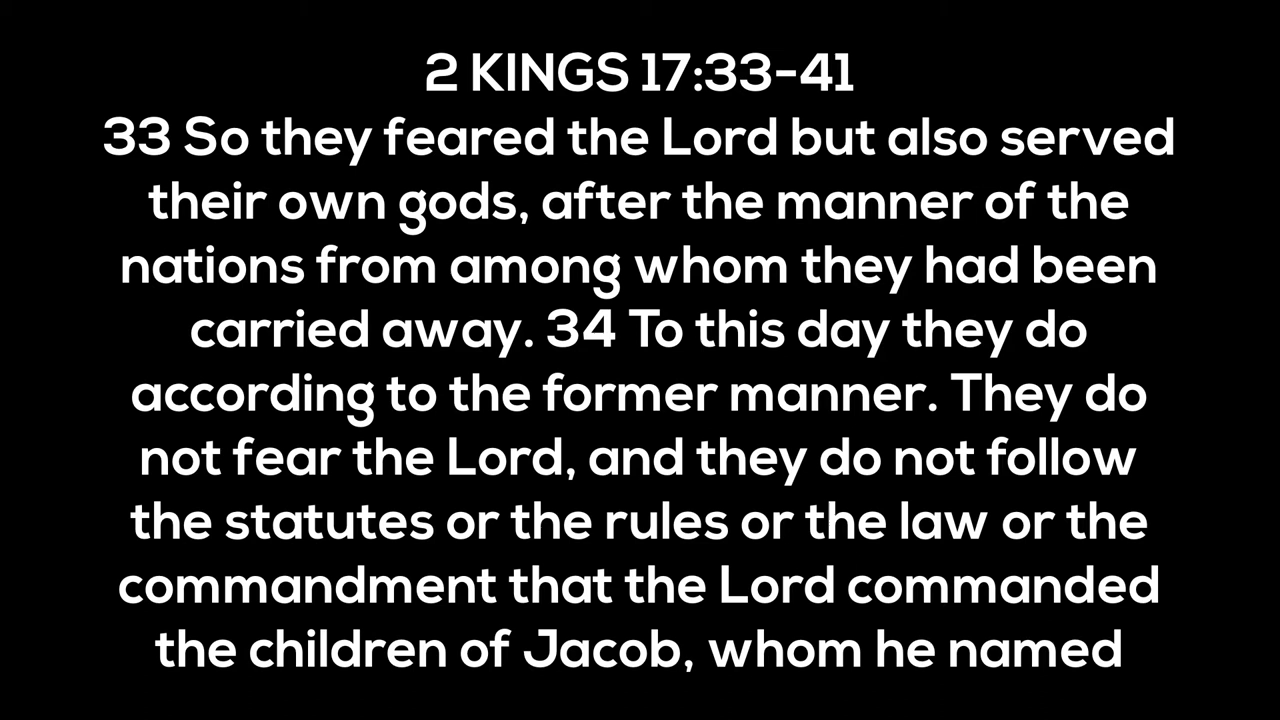 2 KINGS 17:33-41
33 So they feared the Lord but also served
their own gods, after the manner of the
nations from among whom they had been
carried away. 34 To this day they do
according to the former manner. They do
not fear the Lord, and they do not follow
the statutes or the rules or the law or the
commandment that the Lord commanded
the children of Jacob, whom he named